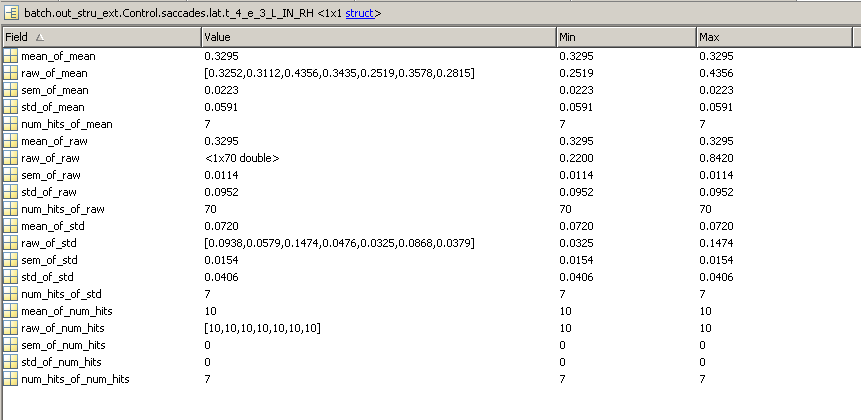 batch.out_stru_ext.Control.saccades.lat.t_4_e_3_L_IN_RH <1x1 struct>
Field Value Min Max
mean_of_mean 0.3295 0.3295 0.3295
raw_of_mean [0.3252,0.3112,0.4356,0.3435,0.2519,0.3578,0.2815] 0.2519 0.4356
sem_of_mean 0.0223 0.0223 0.0223
std_of_mean 0.0591 0.0591 0.0591
num_hits_of_mean 7 7 7
mean_of_raw 0.3295 0.3295 0.3295
raw_of_raw <1x70 double> 0.2200 0.8420
sem_of_raw 0.0114 0.0114 0.0114
std_of_raw 0.0952 0.0952 0.0952
num_hits_of_raw 70 70 70
mean_of_std 0.0720 0.0720 0.0720
raw_of_std [0.0938,0.0579,0.1474,0.0476,0.0325,0.0868,0.0379] 0.0325 0.1474
sem_of_std 0.0154 0.0154 0.0154
std_of_std 0.0406 0.0406 0.0406
num_hits_of_std 7 7 7
mean_of_num_hits 10 10 10
raw_of_num_hits [10,10,10,10,10,10,10] 10 10
sem_of_num_hits 0 0 0
std_of_num_hits 0 0 0
num_hits_of_num_hits 7 7 7